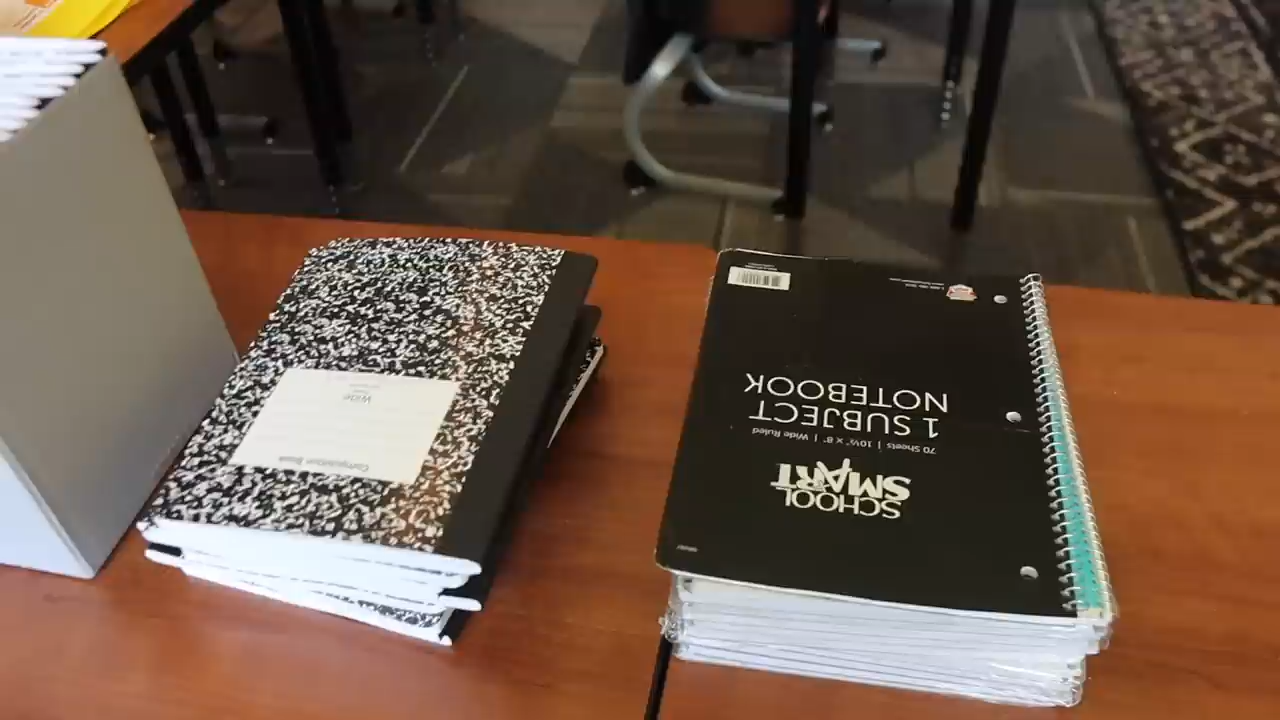 Composition Book
Wide
SCHOOL
SMART
70 Sheets | 10½" x 8" | Wide Ruled
1 SUBJECT
NOTEBOOK